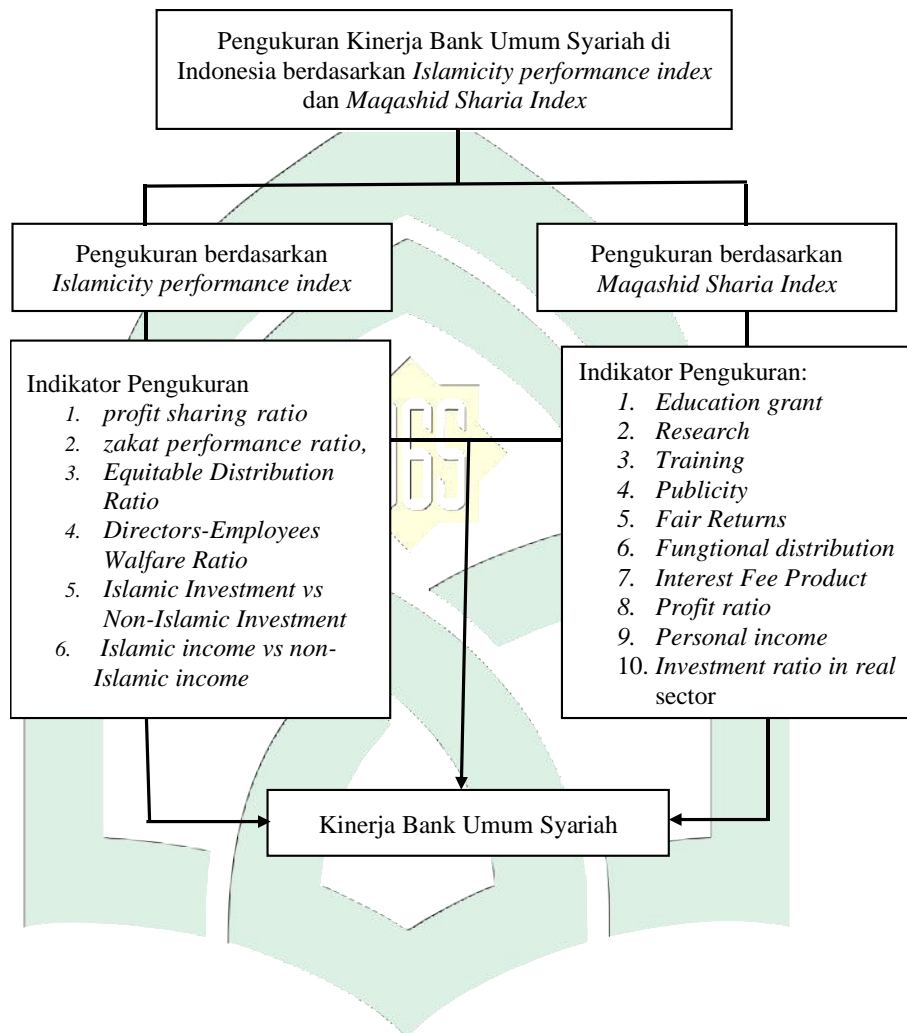 Pengukuran Kinerja Bank Umum Syariah di
Indonesia berdasarkan Islamicity performance index
dan Maqashid Sharia Index
Pengukuran berdasarkan
Islamicity performance index
Pengukuran berdasarkan
Maqashid Sharia Index
Indikator Pengukuran
1. profit sharing ratio
2. zakat performance ratio,
3. Equitable Distribution
Ratio
4. Directors-Employees
Walfare Ratio
5. Islamic Investment vs
Non-Islamic Investment
6. Islamic income vs non-
Islamic income
Indikator Pengukuran:
1. Education grant
2. Research
3. Training
4. Publicity
5. Fair Returns
6. Fungtional distribution
7. Interest Fee Product
8. Profit ratio
9. Personal income
10. Investment ratio in real
sector
Kinerja Bank Umum Syariah